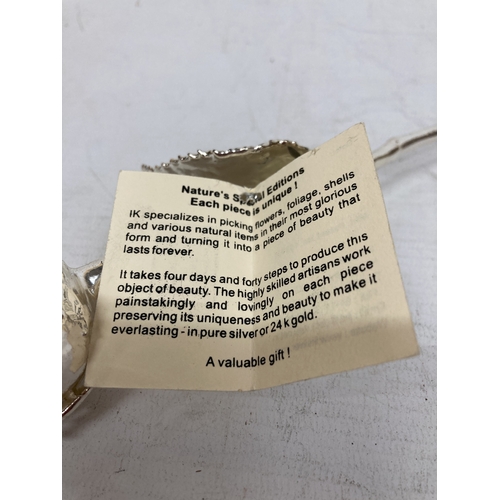 Nature's Special Editions
Each piece is unique !
IK specializes in picking flowers, foliage, shells
and various natural items in their most glorious
form and turning it into a piece of beauty that
lasts forever.
It takes four days and forty steps to produce this
object of beauty. The highly skilled artisans work
painstakingly and lovingly on each piece
preserving its uniqueness and beauty to make it
everlasting - in pure silver or 24 k gold.
A valuable gift !